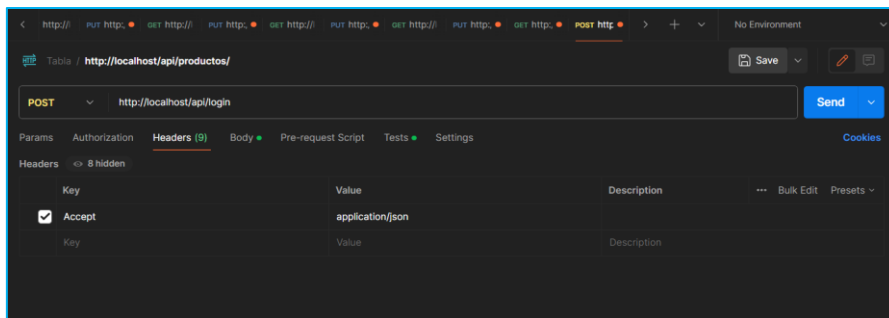 http:// PUT http:, GET http:// PUT http:, GET http:// PUT http:, GET http:// PUT http:, GET http:, POST http + No Environment
HTTP Tabla / http://localhost/api/productos/ Save
POST http://localhost/api/login Send
Params Authorization Headers (9) Body Pre-request Script Tests Settings Cookies
Headers 8 hidden
Key Value Description ... Bulk Edit Presets
Accept application/json
Key Value Description